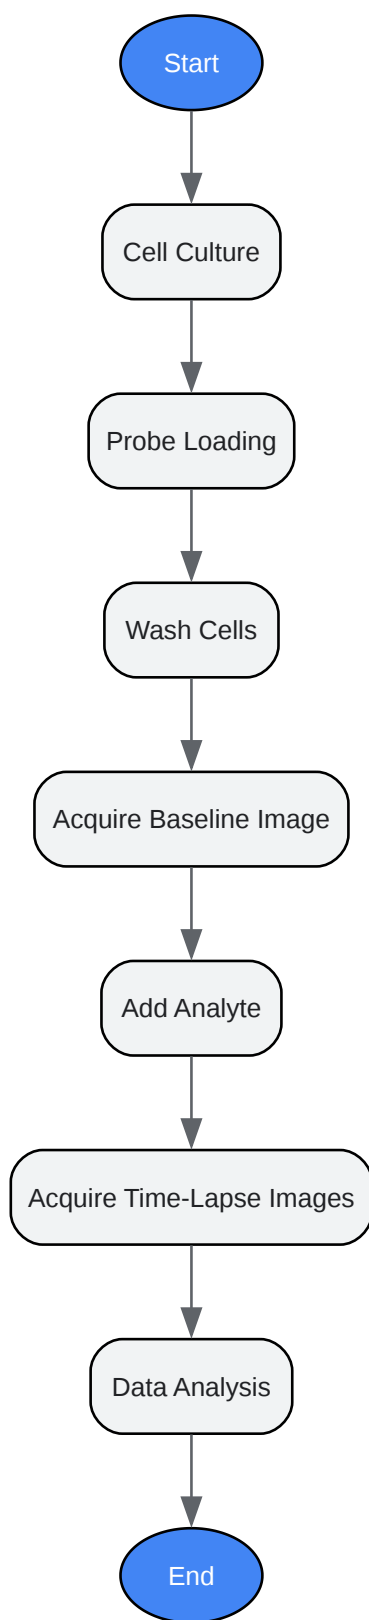 Start
Cell Culture
Probe Loading
Wash Cells
Acquire Baseline Image
Add Analyte
Acquire Time-Lapse Images
Data Analysis
End